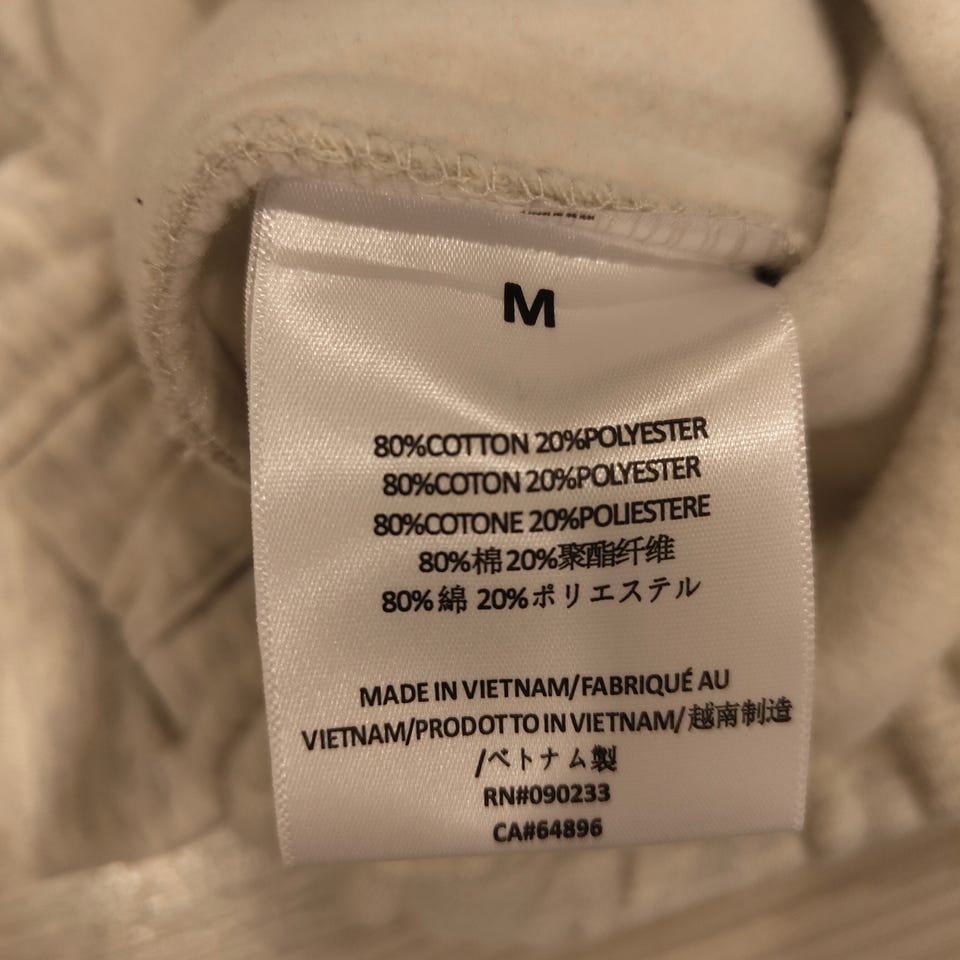 M
80%COTTON 20%POLYESTER
80%COTON 20%POLYESTER
80%COTONE 20%POLIESTERE
80%棉 20%聚酯纤维
80%綿 20%ポリエステル
MADE IN VIETNAM/FABRIQUÉ AU
VIETNAM/PRODOTTO IN VIETNAM/越南制造
/ベトナム製
RN#090233
CA#64896